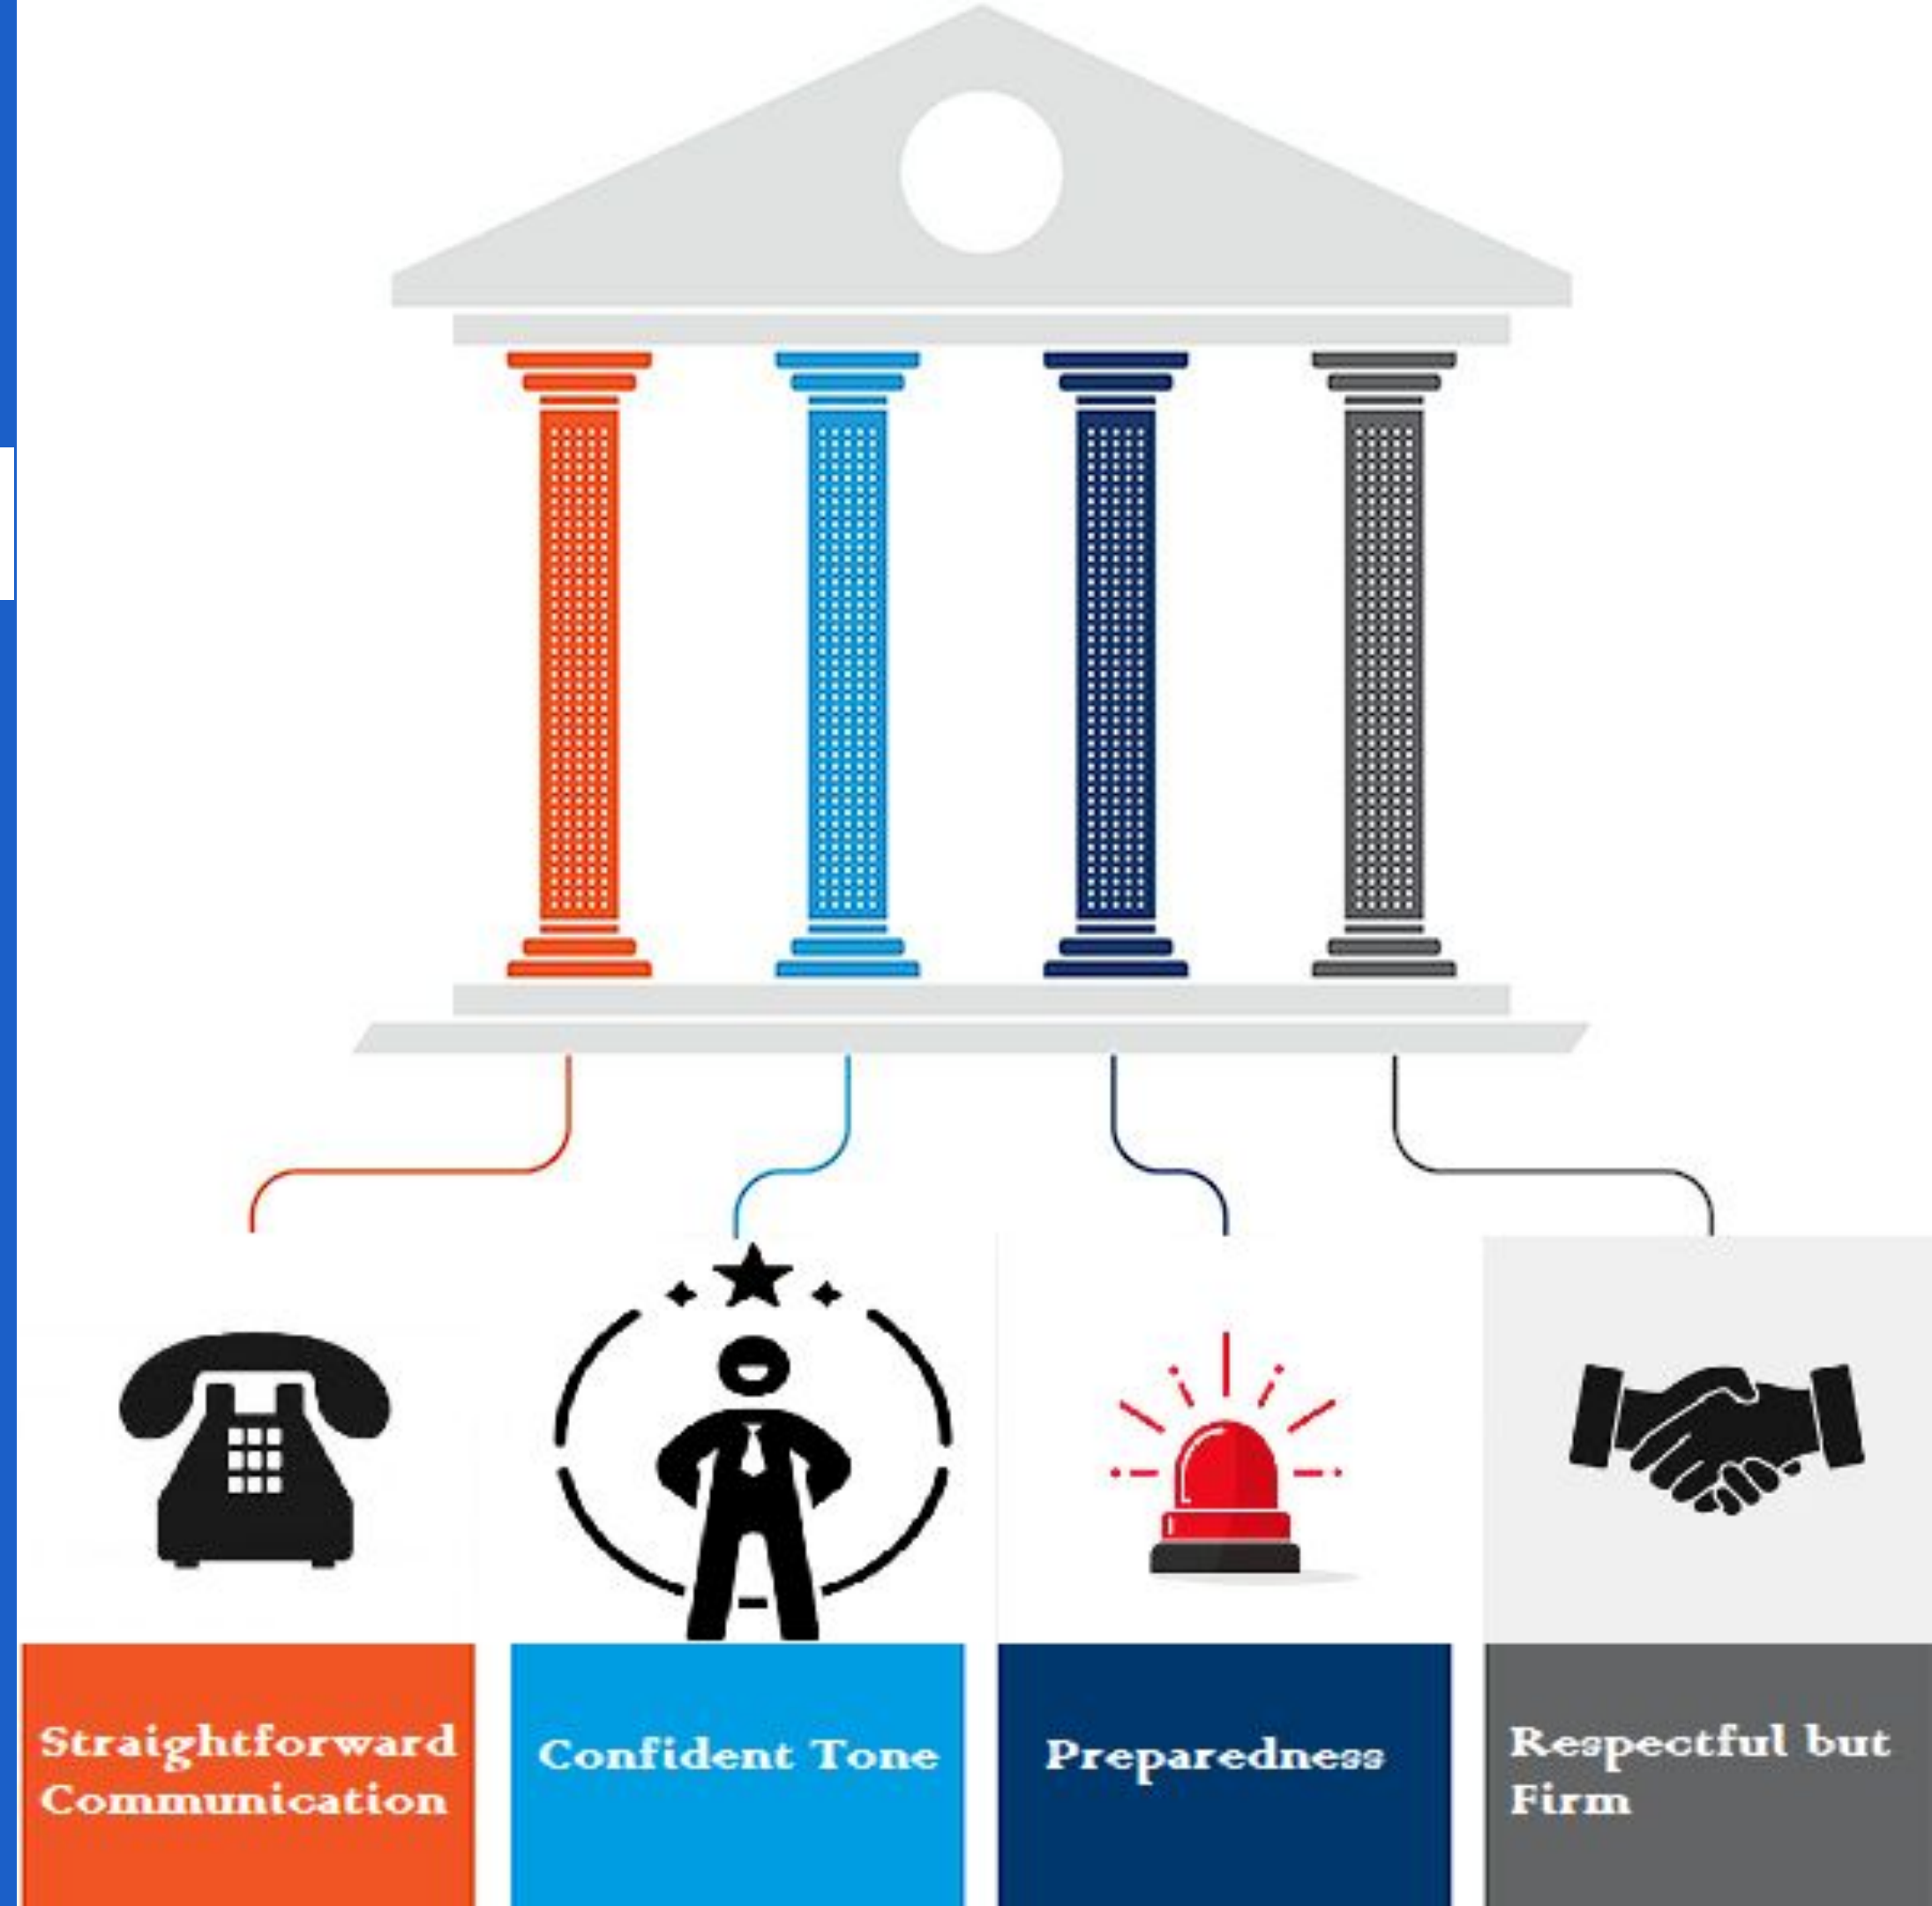 Straightforward
Communication
Confident Tone
Preparedness
Respectful but
Firm